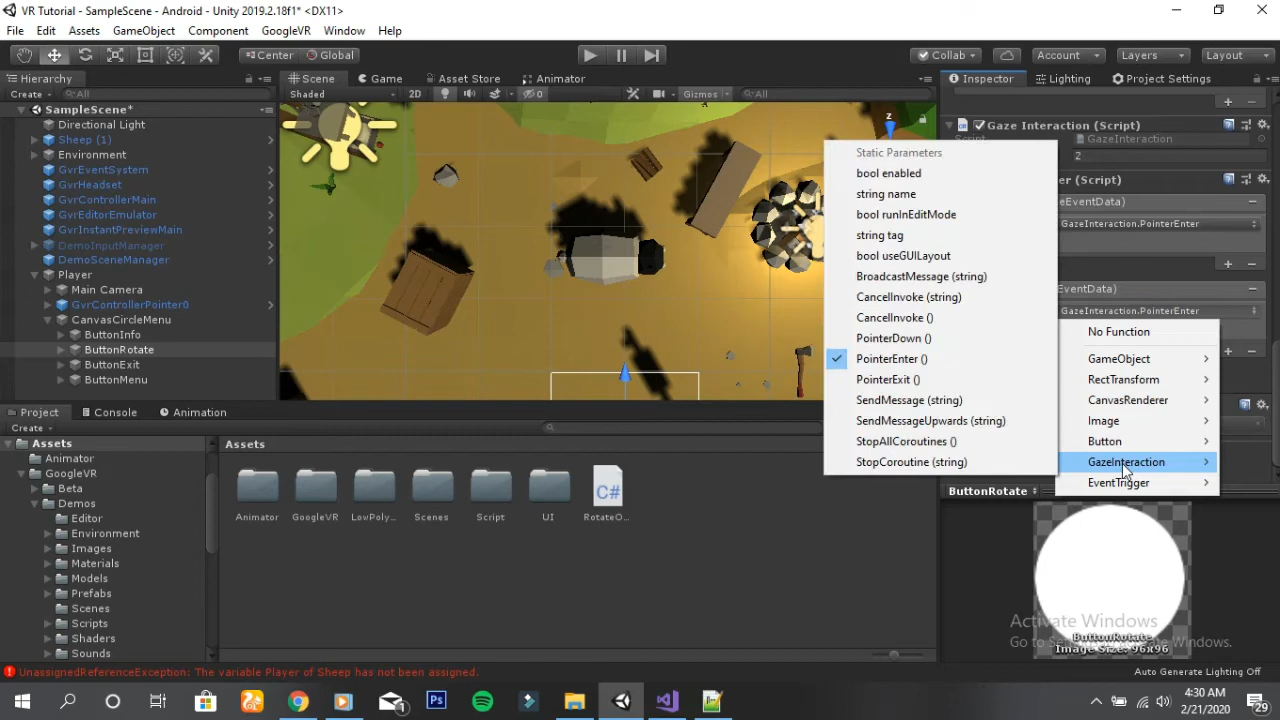 VR Tutorial - SampleScene - Android - Unity 2019.2.18f1* <DX11>
File Edit Assets GameObject Component GoogleVR Window Help
Center Global Collab Account Layers Layout
Hierarchy Scene Game Asset Store Animator Inspector Lighting Project Settings
Create All Shaded 2D 0 Gizmos All
SampleScene*
Directional Light
Sheep (1)
Environment
GvrEventSystem
GvrHeadset
GvrControllerMain
GvrEditorEmulator
GvrInstantPreviewMain
DemoInputManager
DemoSceneManager
Player
Main Camera
GvrControllerPointer0
CanvasCircleMenu
ButtonInfo
ButtonRotate
ButtonExit
ButtonMenu
z
Gaze Interaction (Script)
Script GazeInteraction
2
er (Script)
eEventData)
GazeInteraction.PointerEnter
EventData)
GazeInteraction.PointerEnter
Static Parameters
bool enabled
string name
bool runInEditMode
string tag
bool useGUILayout
BroadcastMessage (string)
CancelInvoke (string)
CancelInvoke ()
PointerDown ()
PointerEnter ()
PointerExit ()
SendMessage (string)
SendMessageUpwards (string)
StopAllCoroutines ()
StopCoroutine (string)
No Function
GameObject
RectTransform
CanvasRenderer
Image
Button
GazeInteraction
EventTrigger
Project Console Animation
Create
Assets
Animator
GoogleVR
Beta
Demos
Editor
Environment
Images
Materials
Models
Prefabs
Scenes
Scripts
Shaders
Sounds
Assets
Animator GoogleVR LowPoly... Scenes Script UI RotateO...
C#
ButtonRotate
ButtonRotate
Image Size: 96x96
Activate Windows
Go to Settings to activate Windows.
UnassignedReferenceException: The variable Player of Sheep has not been assigned.
Auto Generate Lighting Off
Ps
4:30 AM
2/21/2020
29